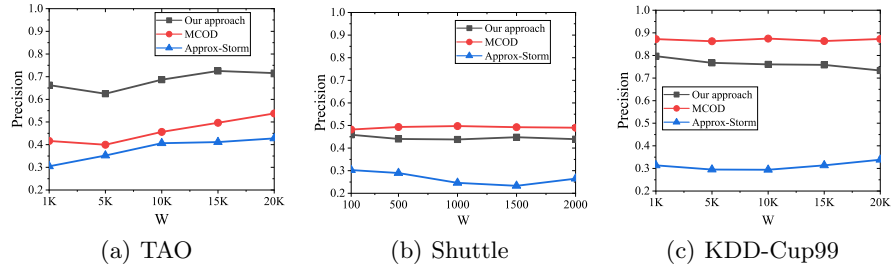 1.0
0.9
0.8
0.7
0.6
0.5
0.4
0.3
0.2
Precision
Our approach
MCOD
Approx-Storm
1K 5K 10K 15K 20K
W
(a) TAO
1.0
0.9
0.8
0.7
0.6
0.5
0.4
0.3
0.2
Precision
Our approach
MCOD
Approx-Storm
100 500 1000 1500 2000
W
(b) Shuttle
1.0
0.9
0.8
0.7
0.6
0.5
0.4
0.3
0.2
Precision
Our approach
MCOD
Approx-Storm
1K 5K 10K 15K 20K
W
(c) KDD-Cup99